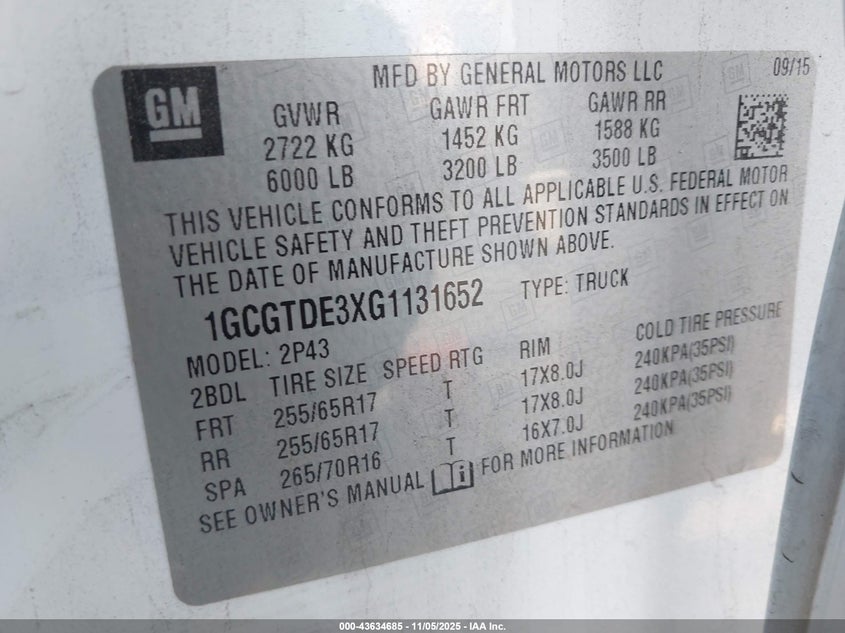 GM
MFD BY GENERAL MOTORS LLC
09/15
GVWR GAWR FRT GAWR RR
2722 KG 1452 KG 1588 KG
6000 LB 3200 LB 3500 LB
THIS VEHICLE CONFORMS TO ALL APPLICABLE U.S. FEDERAL MOTOR
VEHICLE SAFETY AND THEFT PREVENTION STANDARDS IN EFFECT ON
THE DATE OF MANUFACTURE SHOWN ABOVE.
1GCGTDE3XG1131652 TYPE: TRUCK
MODEL: 2P43
2BDL TIRE SIZE SPEED RTG RIM COLD TIRE PRESSURE
FRT 255/65R17 T 17X8.0J 240KPA(35PSI)
RR 255/65R17 T 17X8.0J 240KPA(35PSI)
SPA 265/70R16 T 16X7.0J 240KPA(35PSI)
SEE OWNER'S MANUAL FOR MORE INFORMATION
000-43634685 - 11/05/2025 - IAA Inc.